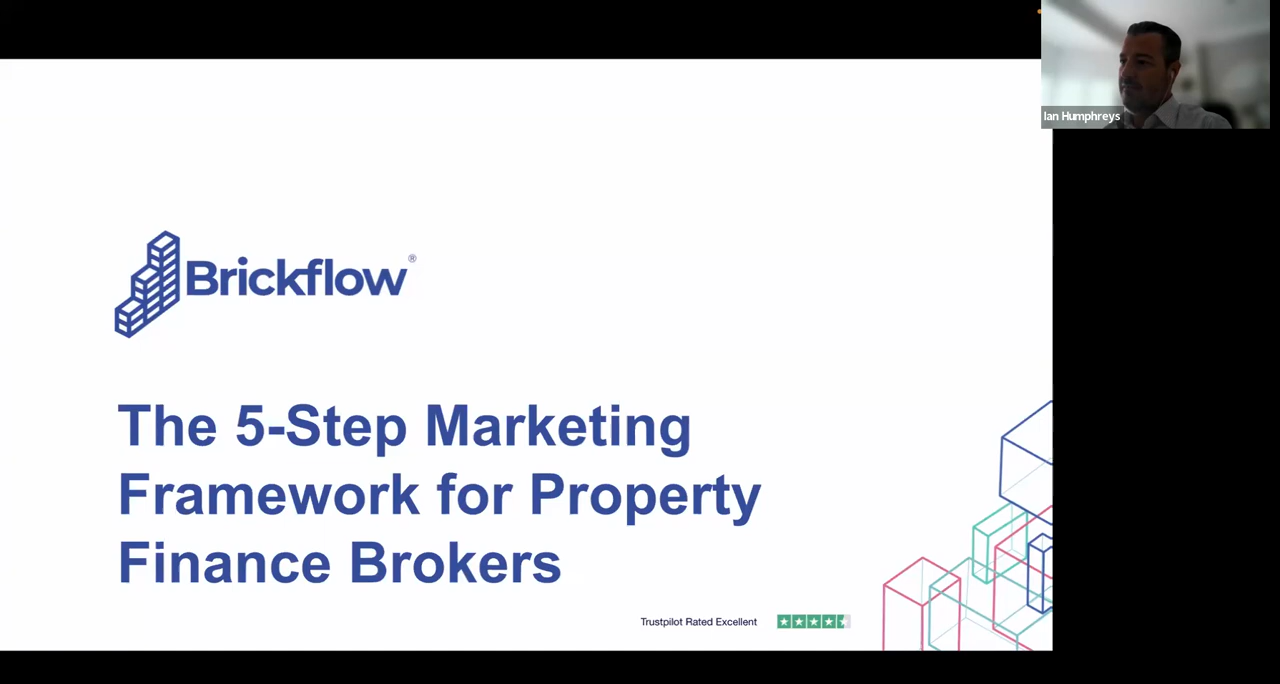 Ian Humphreys
Brickflow®
The 5-Step Marketing
Framework for Property
Finance Brokers
Trustpilot Rated Excellent